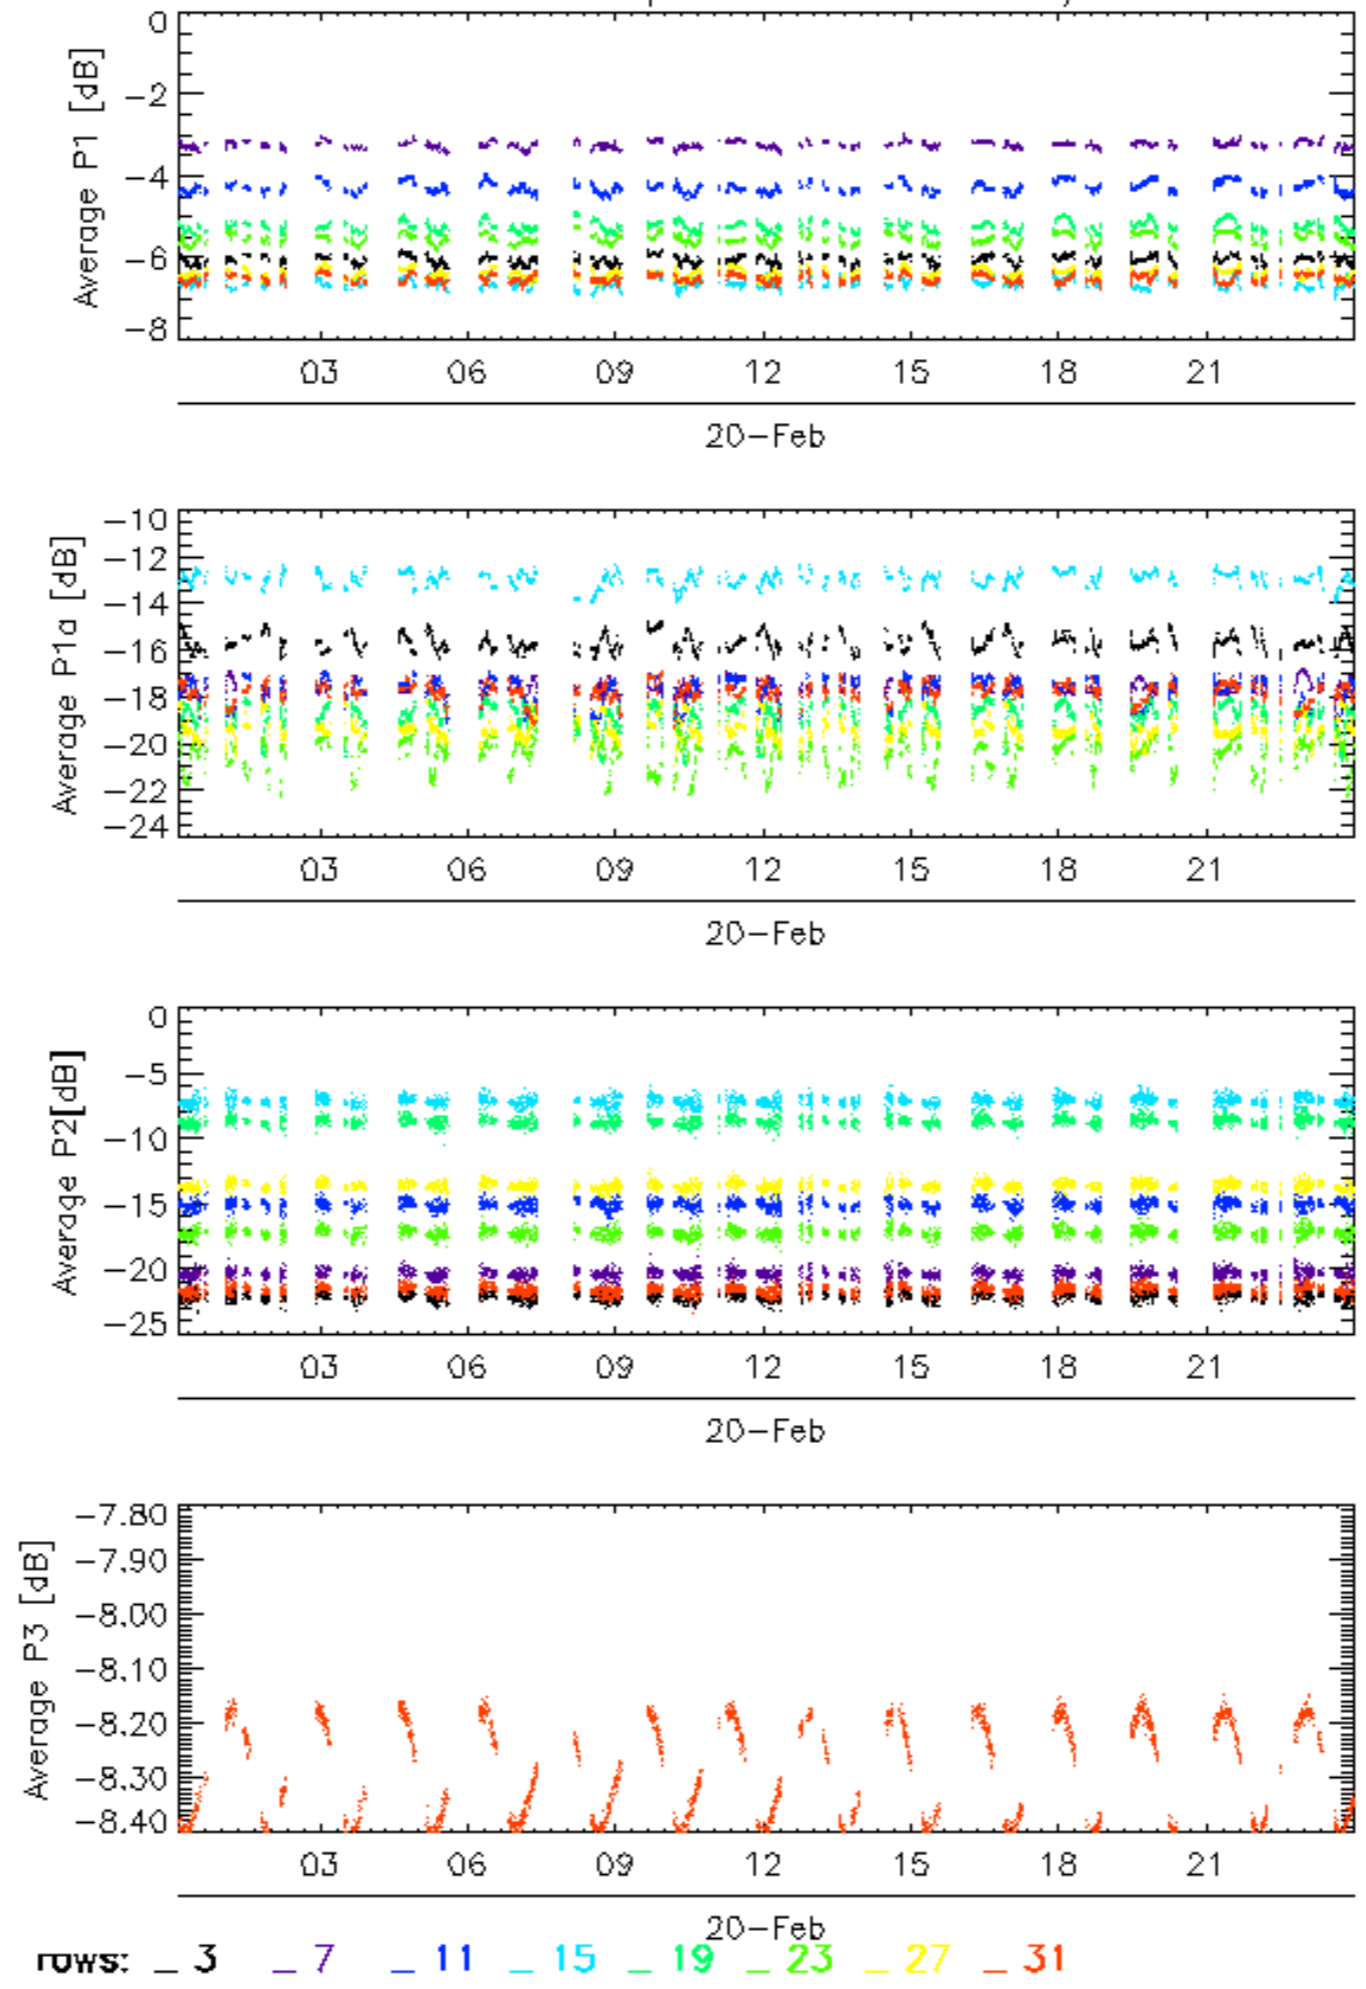 0
−2
−4
−6
−8
Average P1 [dB]
03 06 09 12 15 18 21
20−Feb
−10
−12
−14
−16
−18
−20
−22
−24
Average P1a [dB]
03 06 09 12 15 18 21
20−Feb
0
−5
−10
−15
−20
−25
Average P2[dB]
03 06 09 12 15 18 21
20−Feb
−7.80
−7.90
−8.00
−8.10
−8.20
−8.30
−8.40
Average P3 [dB]
03 06 09 12 15 18 21
20−Feb
rows: _ 3 _ 7 _ 11 _ 15 _ 19 _ 23 _ 27 _ 31